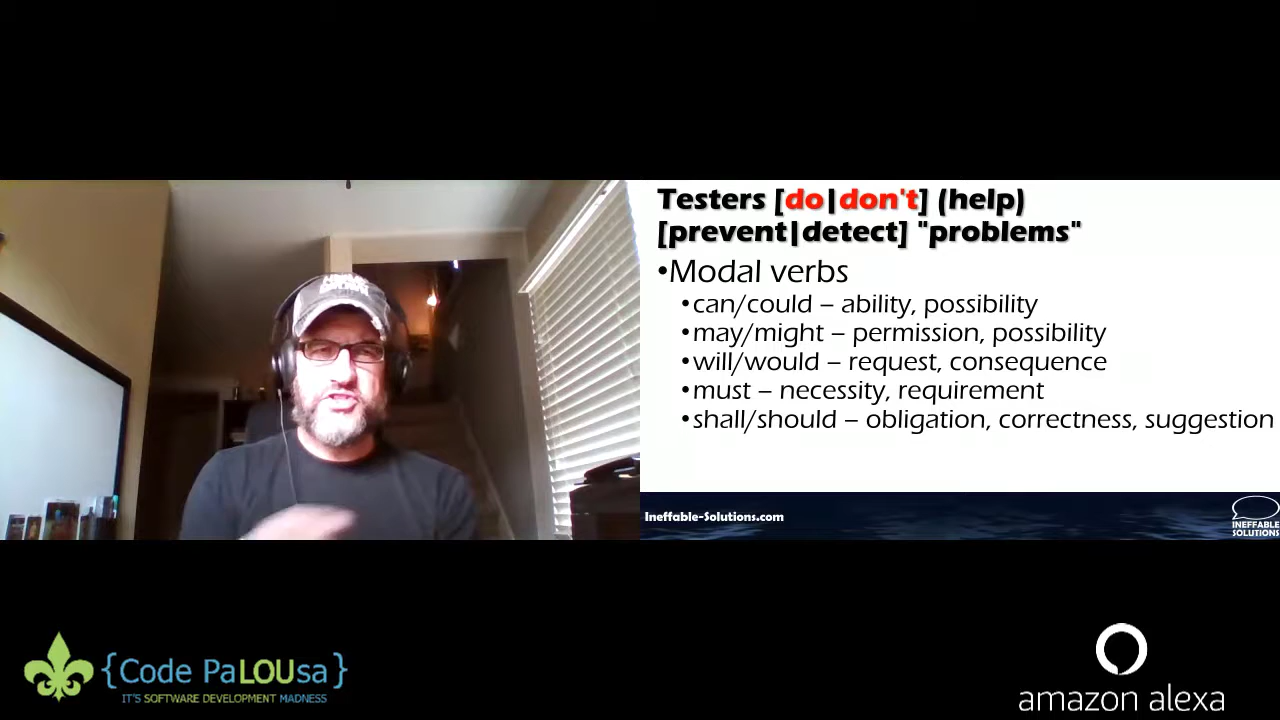 Testers [do|don't] (help)
[prevent|detect] "problems"
•Modal verbs
•can/could – ability, possibility
•may/might – permission, possibility
•will/would – request, consequence
•must – necessity, requirement
•shall/should – obligation, correctness, suggestion
Ineffable-Solutions.com
INEFFABLE
SOLUTIONS
{Code PaLOUsa}
IT'S SOFTWARE DEVELOPMENT MADNESS
amazon alexa